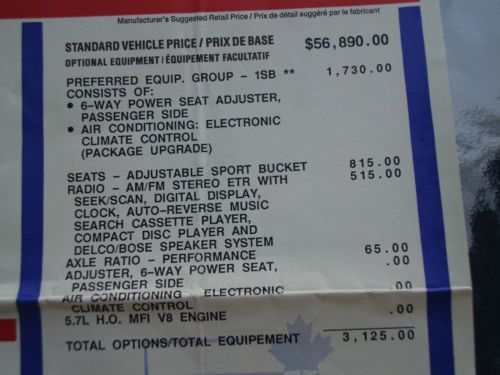 Manufacturer's Suggested Retail Price / Prix de détail suggéré par le fabricant
STANDARD VEHICLE PRICE / PRIX DE BASE $56,890.00
OPTIONAL EQUIPMENT / ÉQUIPEMENT FACULTATIF
PREFERRED EQUIP. GROUP - 1SB ** 1,730.00
CONSISTS OF:
• 6-WAY POWER SEAT ADJUSTER,
PASSENGER SIDE
• AIR CONDITIONING: ELECTRONIC
CLIMATE CONTROL
(PACKAGE UPGRADE)
SEATS - ADJUSTABLE SPORT BUCKET 815.00
RADIO - AM/FM STEREO ETR WITH 515.00
SEEK/SCAN, DIGITAL DISPLAY,
CLOCK, AUTO-REVERSE MUSIC
SEARCH CASSETTE PLAYER,
COMPACT DISC PLAYER AND
DELCO/BOSE SPEAKER SYSTEM
AXLE RATIO - PERFORMANCE 65.00
ADJUSTER, 6-WAY POWER SEAT, .00
PASSENGER SIDE
AIR CONDITIONING - ELECTRONIC .00
CLIMATE CONTROL
5.7L H.O. MFI V8 ENGINE .00
TOTAL OPTIONS/TOTAL EQUIPEMENT 3,125.00